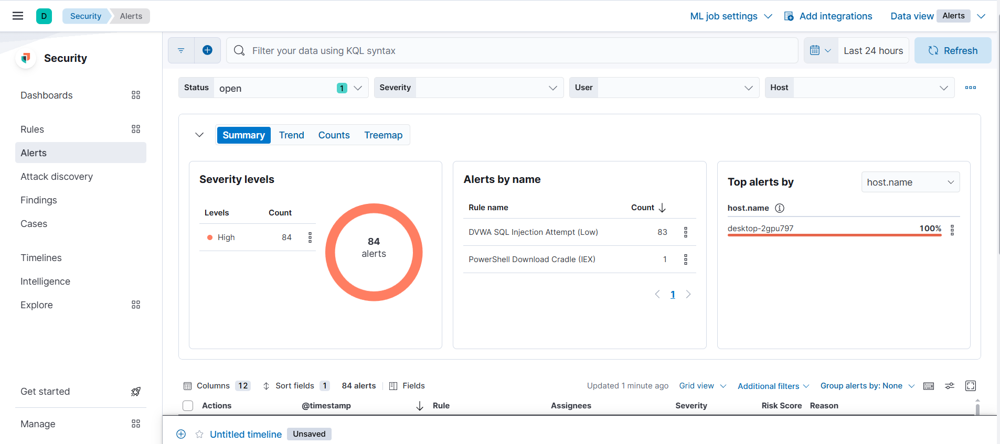 D Security Alerts ML job settings Add integrations Data view Alerts
Security
Dashboards
Rules
Alerts
Attack discovery
Findings
Cases
Timelines
Intelligence
Explore
Get started
Manage
Filter your data using KQL syntax Last 24 hours Refresh
Status open 1 Severity User Host
Summary Trend Counts Treemap
Severity levels
Levels Count
High 84
84
alerts
Alerts by name
Rule name Count
DVWA SQL Injection Attempt (Low) 83
PowerShell Download Cradle (IEX) 1
1
Top alerts by host.name
host.name
desktop-2gpu797 100%
Columns 12 Sort fields 1 84 alerts Fields Updated 1 minute ago Grid view Additional filters Group alerts by: None
Actions @timestamp Rule Assignees Severity Risk Score Reason
Untitled timeline Unsaved